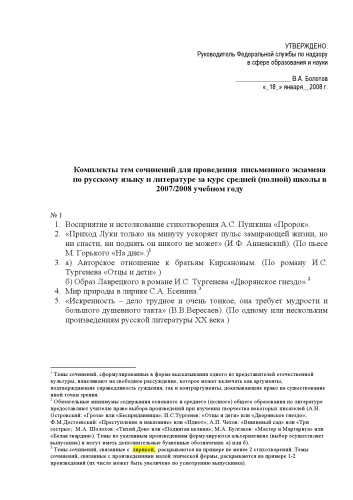 УТВЕРЖДЕНО:
Руководитель Федеральной службы по надзору
в сфере образования и науки
________________ В.А. Болотов
«_18_» января__2008 г.
Комплекты тем сочинений для проведения письменного экзамена
по русскому языку и литературе за курс средней (полной) школы в
2007/2008 учебном году
№ 1
1. Восприятие и истолкование стихотворения А.С. Пушкина «Пророк».
2. «Приход Луки только на минуту ускоряет пульс замирающей жизни, но
ни спасти, ни поднять он никого не может» (И.Ф. Анненский). (По пьесе
М. Горького «На дне».)1
3. а) Авторское отношение к братьям Кирсановым. (По роману И.С.
Тургенева «Отцы и дети».)
б) Образ Лаврецкого в романе И.С. Тургенева «Дворянское гнездо».2
4. Мир природы в лирике С.А. Есенина.3
5. «Искренность – дело трудное и очень тонкое, она требует мудрости и
большого душевного такта» (В.В.Вересаев). (По одному или нескольким
произведениям русской литературы XX века.)
1 Темы сочинений, сформулированные в форме высказывания одного из представителей отечественной
культуры, нацеливают на свободное рассуждение, которое может включать как аргументы,
подтверждающие справедливость суждения, так и контраргументы, доказывающие право на существование
иной точки зрения.
2 Обязательные минимумы содержания основного и среднего (полного) общего образования по литературе
предоставляют учителю право выбора произведений при изучении творчества некоторых писателей (А.Н.
Островский: «Гроза» или «Бесприданница»; И.С.Тургенев: «Отцы и дети» или «Дворянское гнездо»;
Ф.М.Достоевский: «Преступление и наказание» или «Идиот»; А.П. Чехов: «Вишневый сад» или «Три
сестры»; М.А. Шолохов: «Тихий Дон» или «Поднятая целина»; М.А. Булгаков: «Мастер и Маргарита» или
«Белая гвардия»). Темы по указанным произведениям формулируются альтернативно (выбор осуществляет
выпускник) и могут иметь дополнительные буквенные обозначения: а) или б).
3 Темы сочинений, связанные с лирикой, раскрываются на примере не менее 2 стихотворений. Темы
сочинений, связанные с произведениями малой эпической формы, раскрываются на примере 1-2
произведений (их число может быть увеличено по усмотрению выпускника).